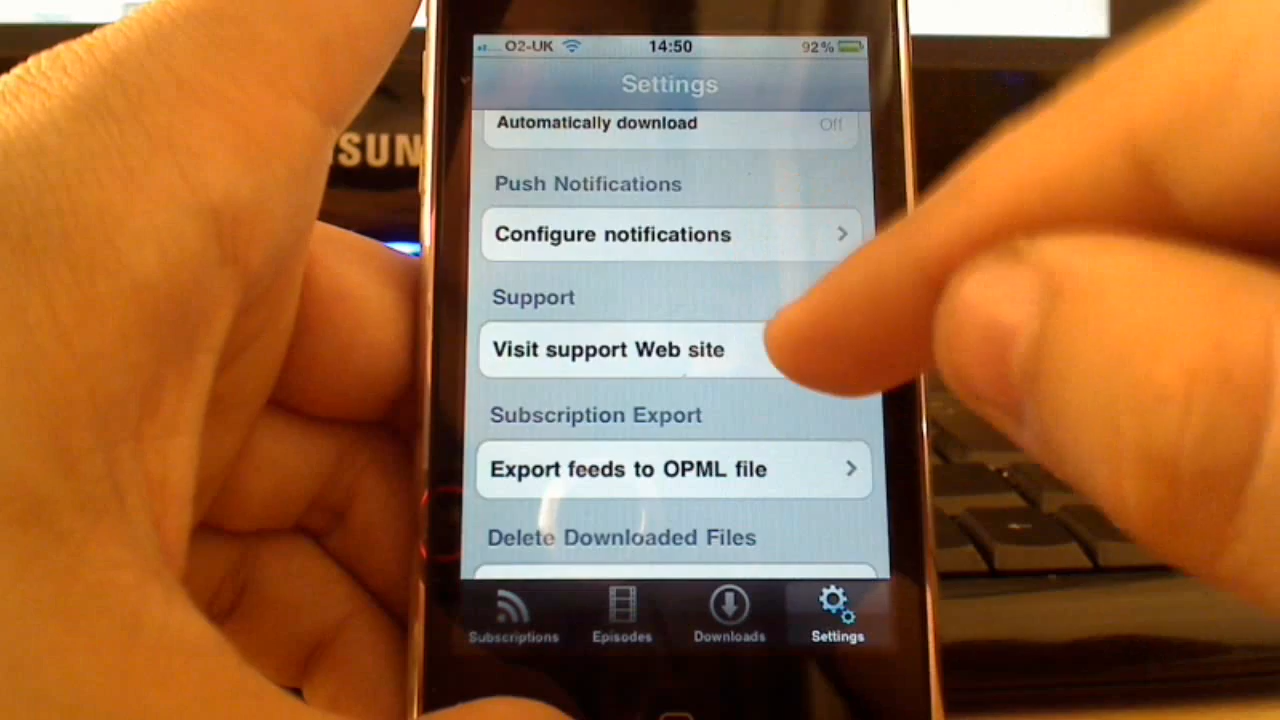 O2-UK 14:50 92%
Settings
Automatically download Off
SUN
Push Notifications
Configure notifications
Support
Visit support Web site
Subscription Export
Export feeds to OPML file
Delete Downloaded Files
Subscriptions Episodes Downloads Settings